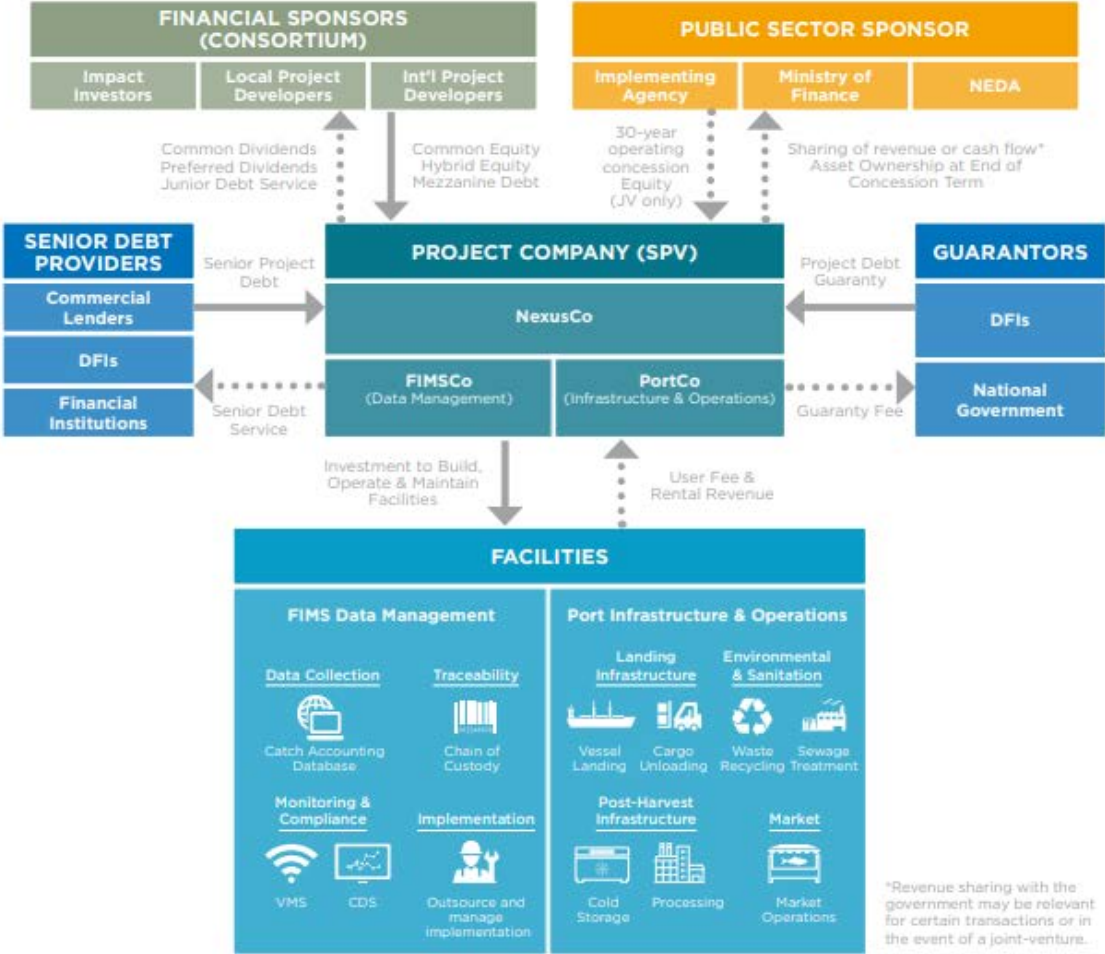 FINANCIAL SPONSORS
(CONSORTIUM)
Impact
Investors
Local Project
Developers
Int'l Project
Developers
PUBLIC SECTOR SPONSOR
Implementing
Agency
Ministry of
Finance
NEDA
Common Dividends
Preferred Dividends
Junior Debt Service
Common Equity
Hybrid Equity
Mezzanine Debt
30-year
operating
concession
Equity
(JV only)
Sharing of revenue or cash flow*
Asset Ownership at End of
Concession Term
SENIOR DEBT
PROVIDERS
Commercial
Lenders
DFIs
Financial
Institutions
Senior Project
Debt
Senior Debt
Service
PROJECT COMPANY (SPV)
NexusCo
FIMSCo
(Data Management)
PortCo
(Infrastructure & Operations)
Project Debt
Guaranty
Guaranty Fee
GUARANTORS
DFIs
National
Government
Investment to Build,
Operate & Maintain
Facilities
User Fee &
Rental Revenue
FACILITIES
FIMS Data Management
Data Collection
Catch Accounting
Database
Traceability
Chain of
Custody
Monitoring &
Compliance
VMS
CDS
Implementation
Outsource and
manage
implementation
Port Infrastructure & Operations
Landing
Infrastructure
Vessel
Landing
Cargo
Unloading
Environmental
& Sanitation
Waste
Recycling
Sewage
Treatment
Post-Harvest
Infrastructure
Cold
Storage
Processing
Market
Market
Operations
*Revenue sharing with the
government may be relevant
for certain transactions or in
the event of a joint-venture.